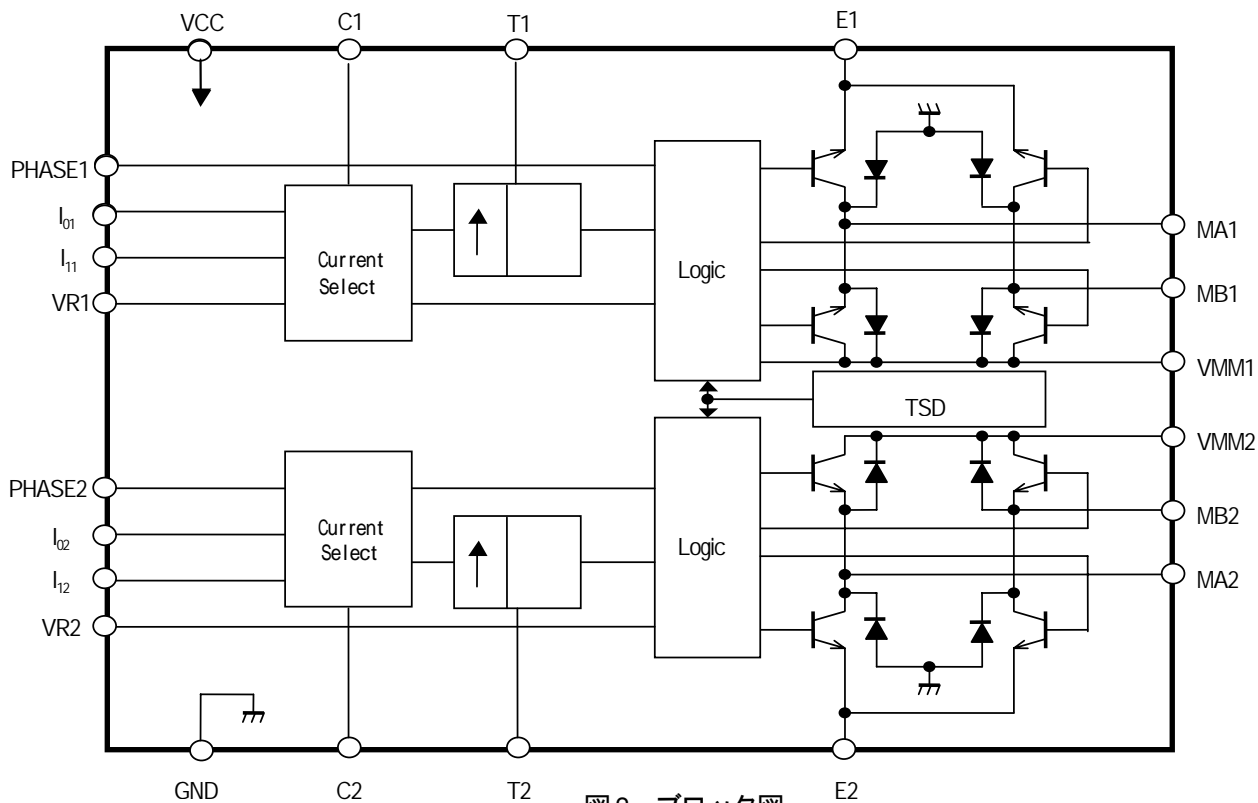 VCC
C1
T1
E1
PHASE1
I01
I11
VR1
Current
Select
Logic
MA1
MB1
VMM1
TSD
VMM2
PHASE2
I02
I12
VR2
Current
Select
Logic
MB2
MA2
GND
C2
T2
E2